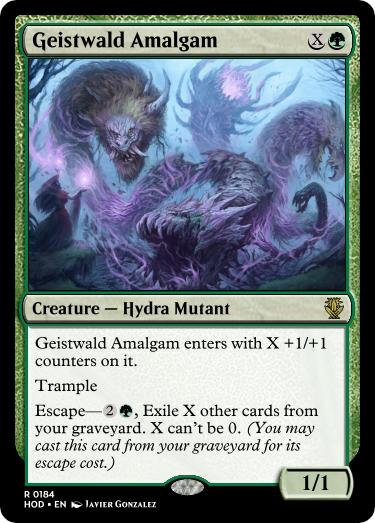 Geistwald Amalgam X
Creature — Hydra Mutant
Geistwald Amalgam enters with X +1/+1
counters on it.
Trample
Escape—2, Exile X other cards from
your graveyard. X can't be 0. (You may
cast this card from your graveyard for its
escape cost.)
1/1
R 0184
HOD • EN Javier Gonzalez